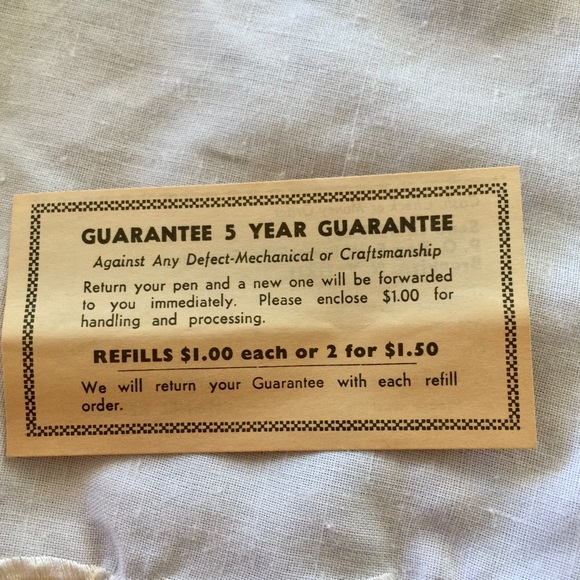 GUARANTEE 5 YEAR GUARANTEE
Against Any Defect-Mechanical or Craftsmanship
Return your pen and a new one will be forwarded
to you immediately. Please enclose $1.00 for
handling and processing.
REFILLS $1.00 each or 2 for $1.50
We will return your Guarantee with each refill
order.